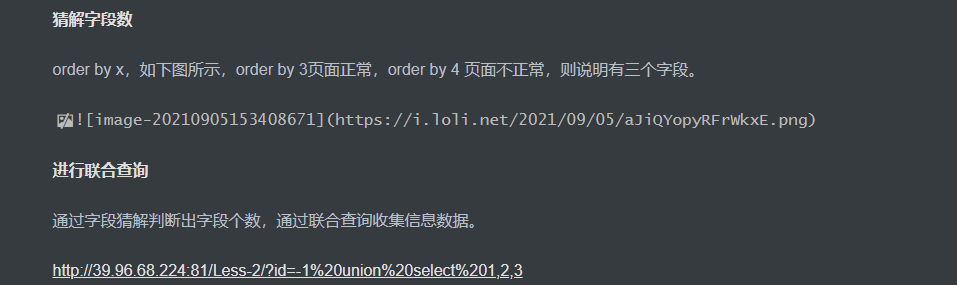 猜解字段数
order by x，如下图所示，order by 3页面正常，order by 4 页面不正常，则说明有三个字段。
![image-20210905153408671](https://i.loli.net/2021/09/05/aJiQYopyRFrWkxE.png)
进行联合查询
通过字段猜解判断出字段个数，通过联合查询收集信息数据。
http://39.96.68.224:81/Less-2/?id=-1%20union%20select%201,2,3